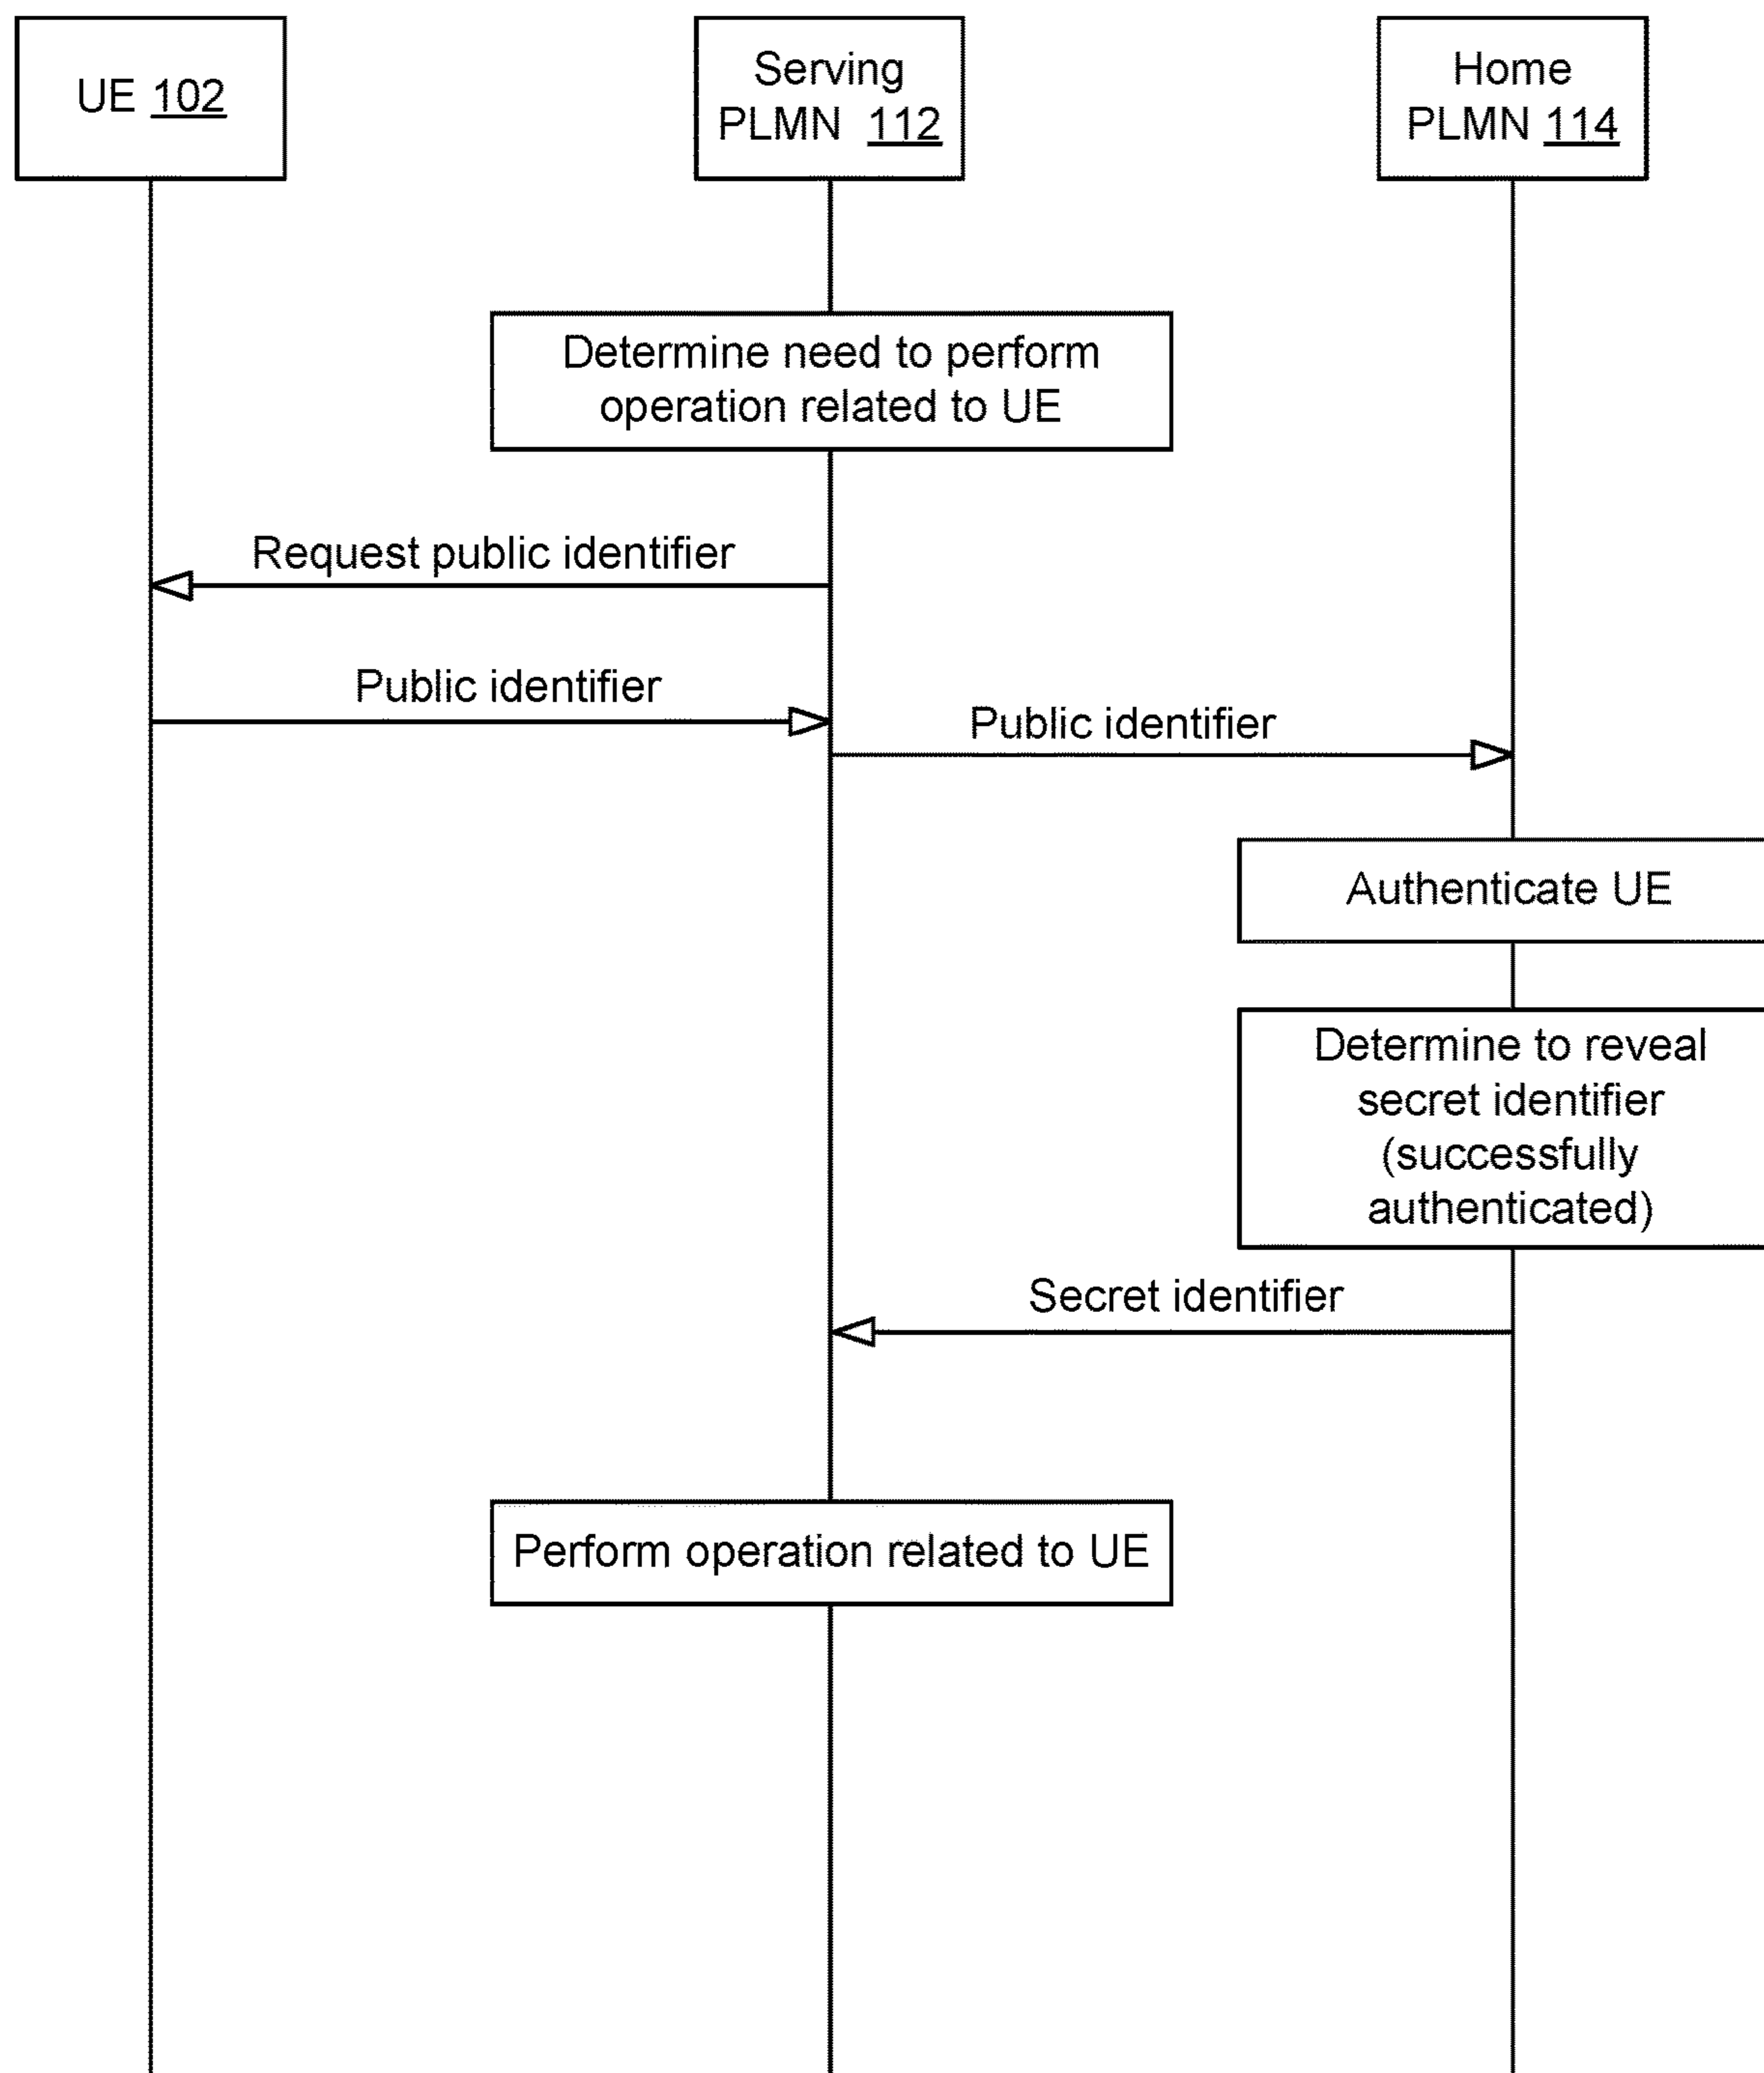 UE 102
Serving
PLMN 112
Home
PLMN 114
Determine need to perform
operation related to UE
Request public identifier
Public identifier
Public identifier
Authenticate UE
Determine to reveal
secret identifier
(successfully
authenticated)
Secret identifier
Perform operation related to UE